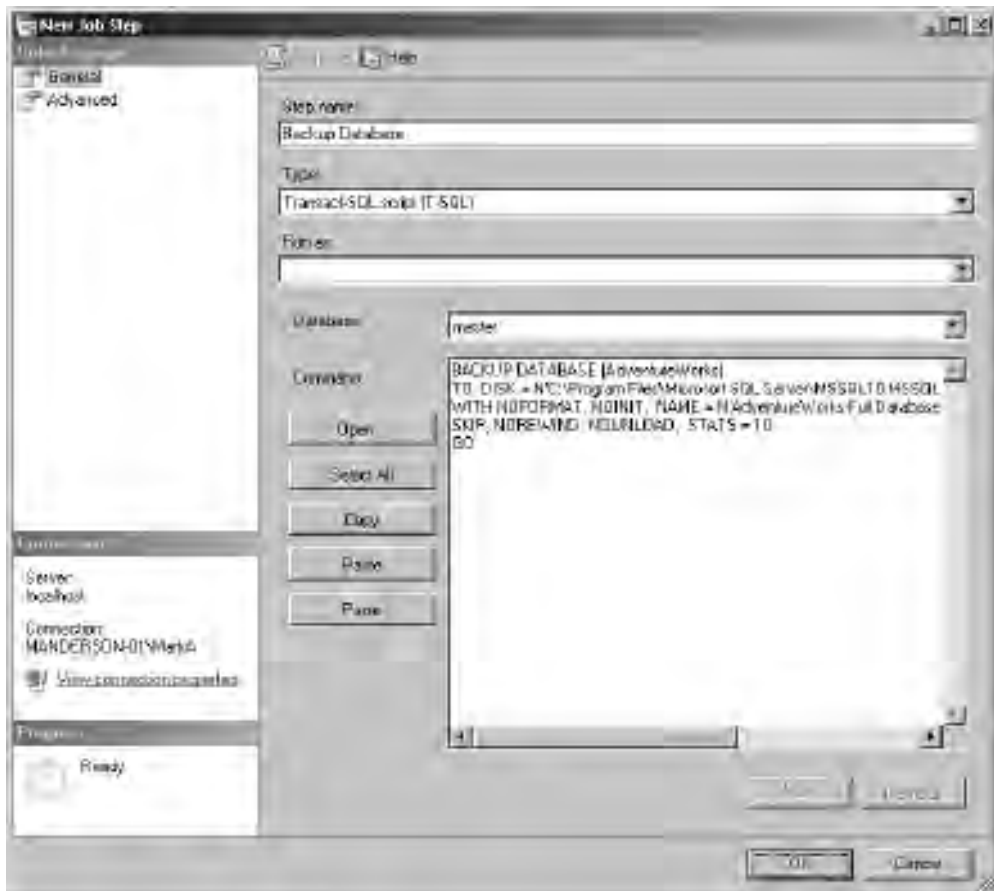 New Job Step
Help
General
Advanced
Step name:
Backup Database
Type:
Transact-SQL script (T-SQL)
Run as:
Database:
master
Command:
BACKUP DATABASE [AdventureWorks]
TO DISK = N'C:\Program Files\Microsoft SQL Server\MSSQL10.MSSQL
WITH NOFORMAT, NOINIT, NAME = N'AdventureWorks-Full Database
SKIP, NOREWIND, NOUNLOAD, STATS = 10
GO
Open
Select All
Copy
Paste
Parse
Connection
Server:
localhost
Connection:
MANDERSON-01\MarkA
View connection properties
Progress
Ready
OK
Cancel